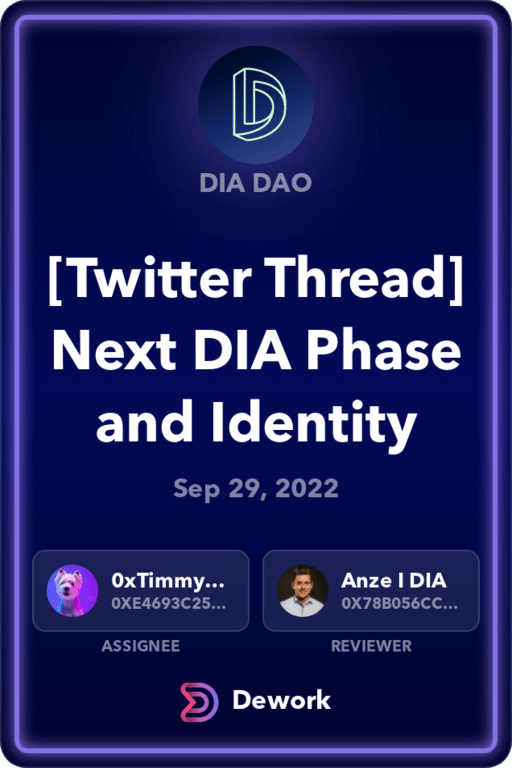 DIA DAO
[Twitter Thread]
Next DIA Phase
and Identity
Sep 29, 2022
0xTimmy...
0XE4693C25...
ASSIGNEE
Anze I DIA
0X78B056CC...
REVIEWER
Dework